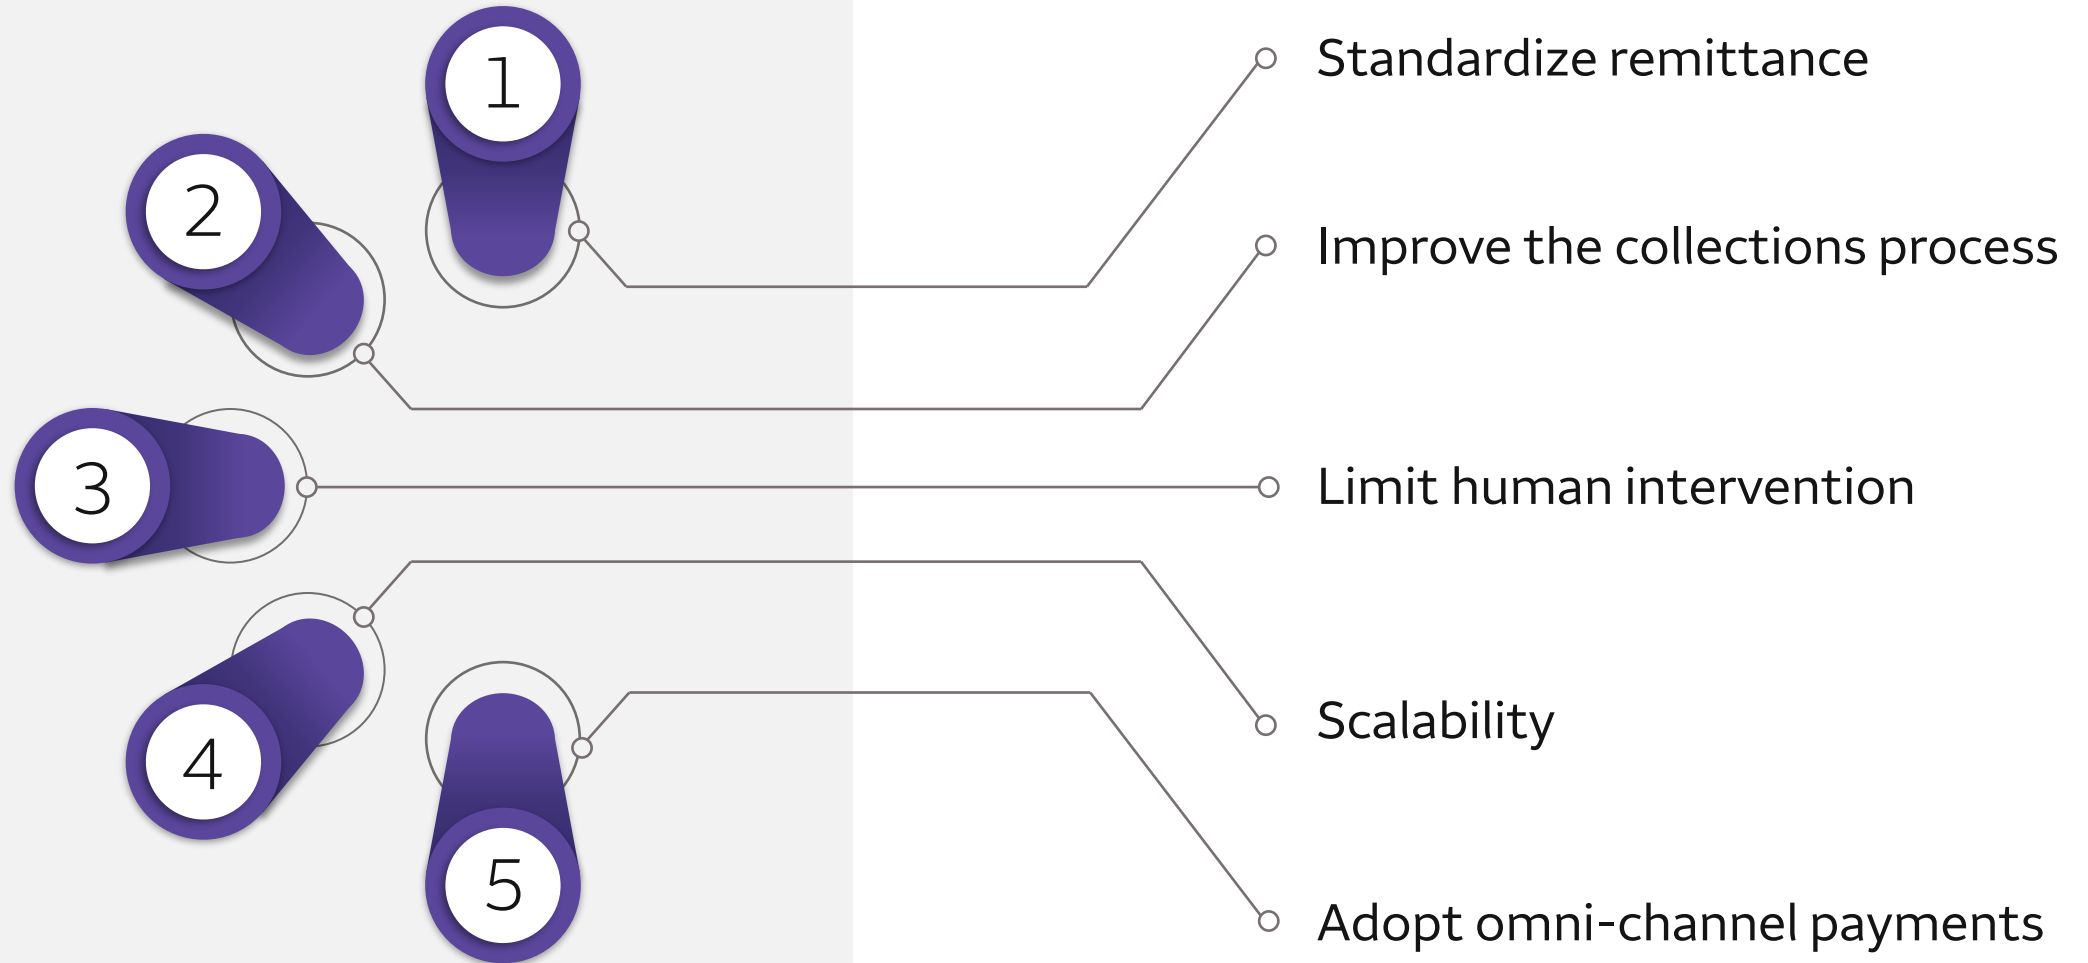 1
Standardize remittance
2
Improve the collections process
3
Limit human intervention
4
Scalability
5
Adopt omni-channel payments